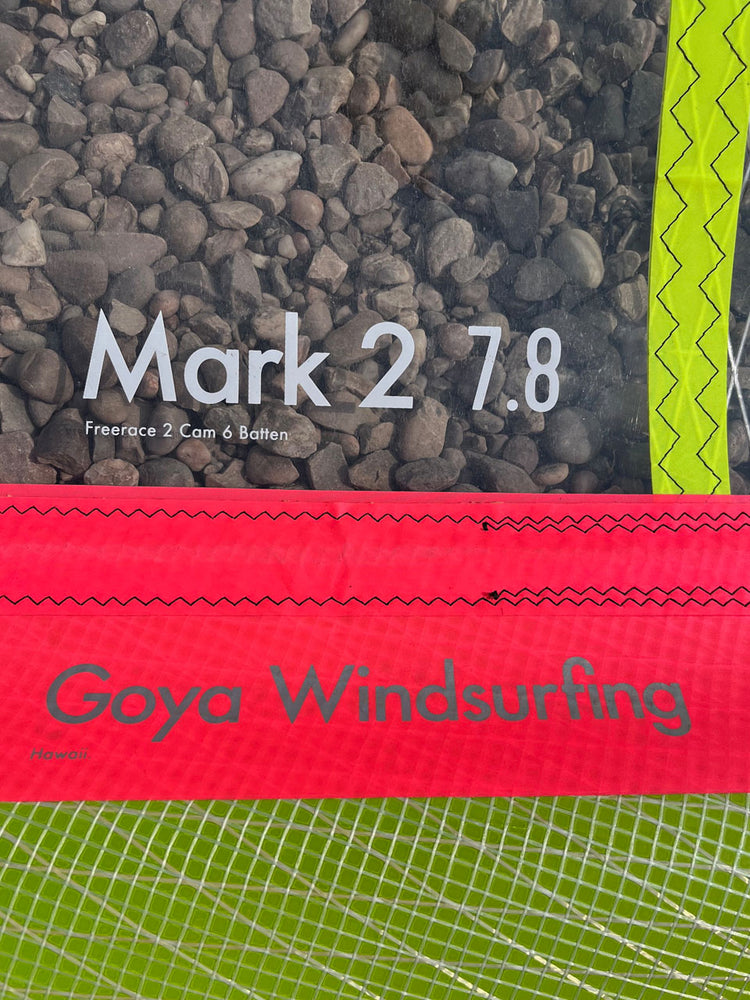 Mark 2 7.8
Freerace 2 Cam 6 Batten
Goya Windsurfing
Hawaii